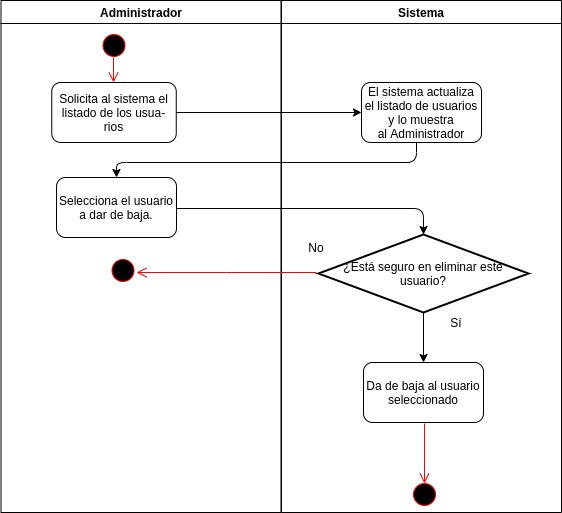 Administrador
Sistema
Solicita al sistema el
listado de los usua-
rios
El sistema actualiza
el listado de usuarios
y lo muestra
al Administrador
Selecciona el usuario
a dar de baja.
No
¿Está seguro en eliminar este
usuario?
Sí
Da de baja al usuario
seleccionado